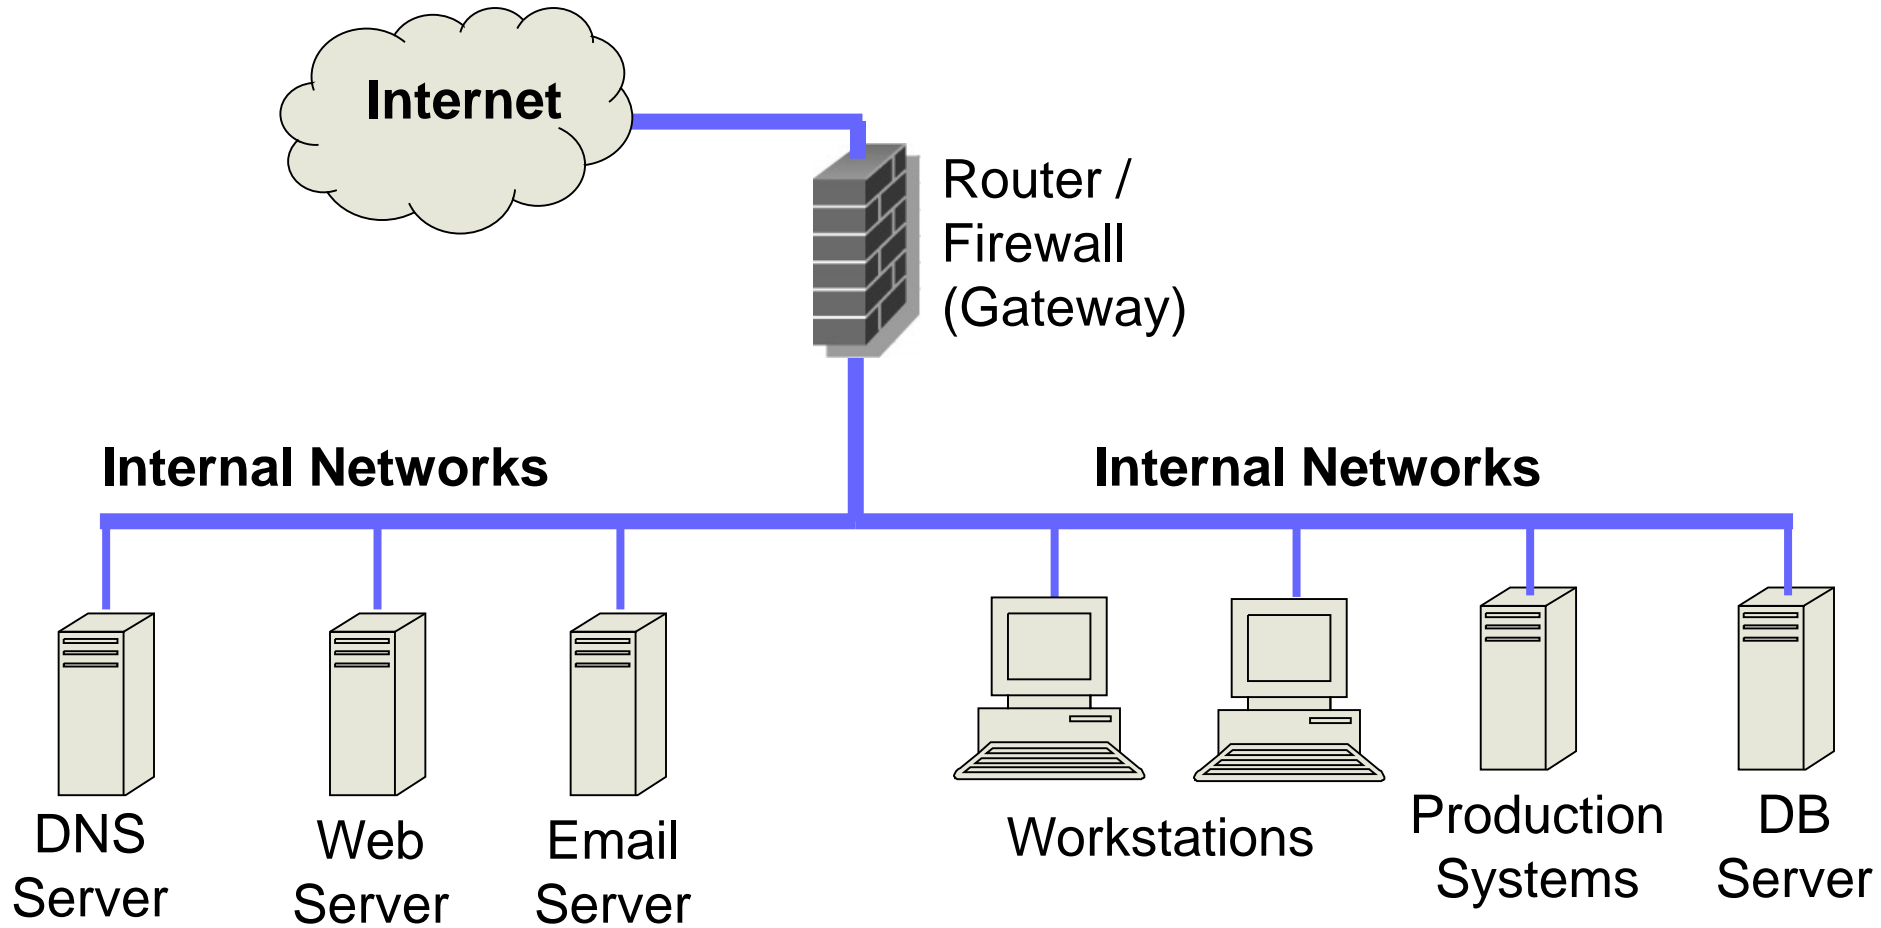 Internet
Router /
Firewall
(Gateway)
Internal Networks
Internal Networks
DNS
Server
Web
Server
Email
Server
Workstations
Production
Systems
DB
Server